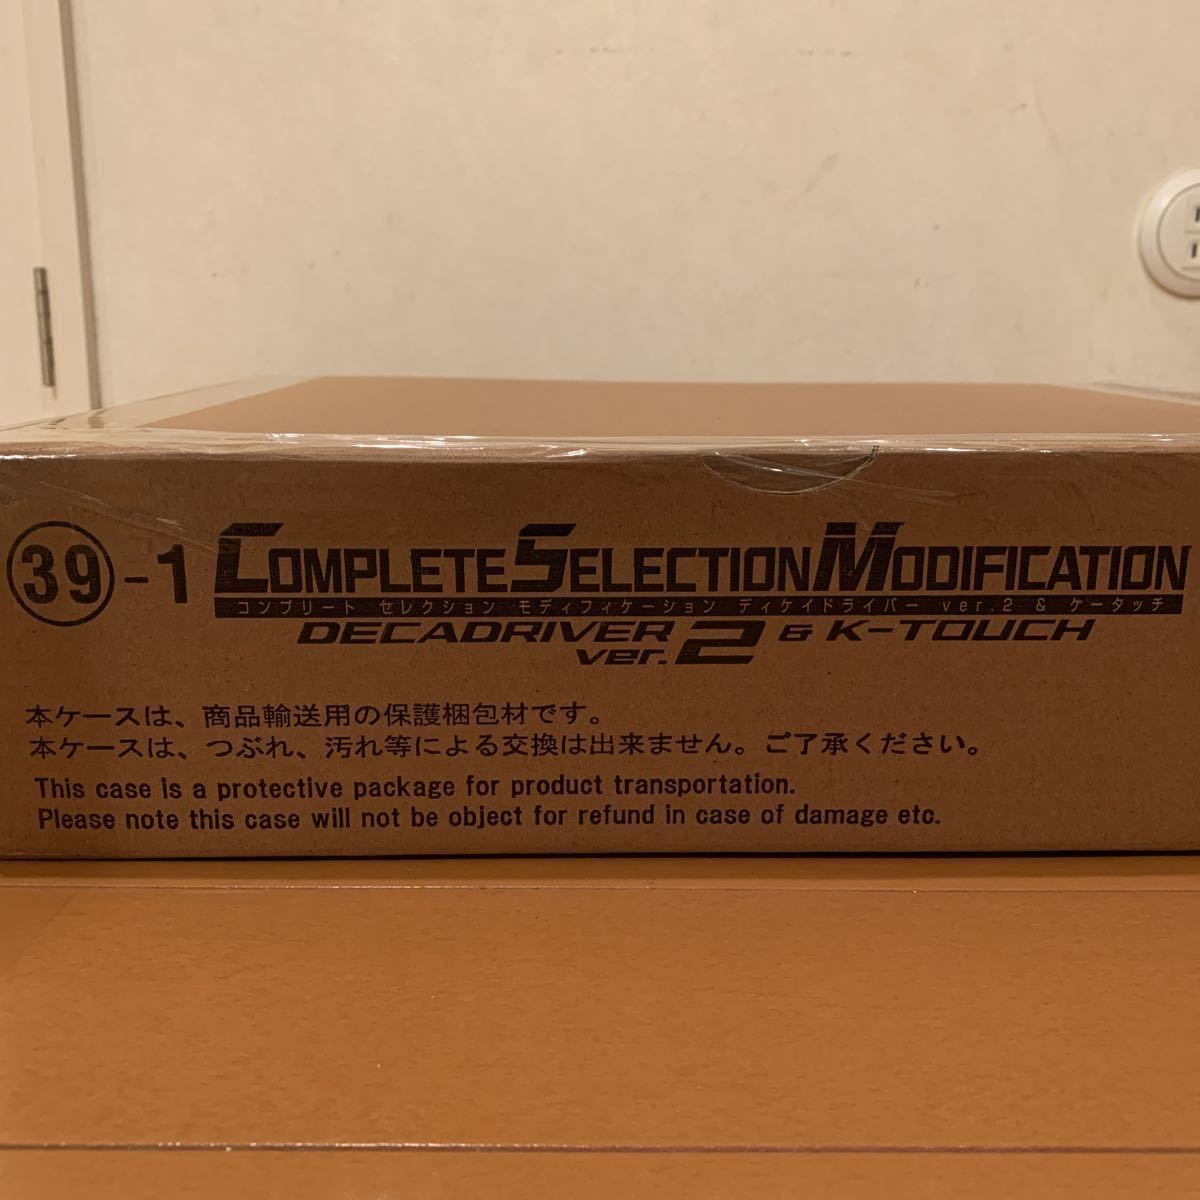 39-1 COMPLETE SELECTION MODIFICATION
コンプリート セレクション モディフィケーション ディケイドライバー ver.2 & ケータッチ
DECADRIVER ver.2 & K-TOUCH
本ケースは、商品輸送用の保護梱包材です。
本ケースは、つぶれ、汚れ等による交換は出来ません。ご了承ください。
This case is a protective package for product transportation.
Please note this case will not be object for refund in case of damage etc.